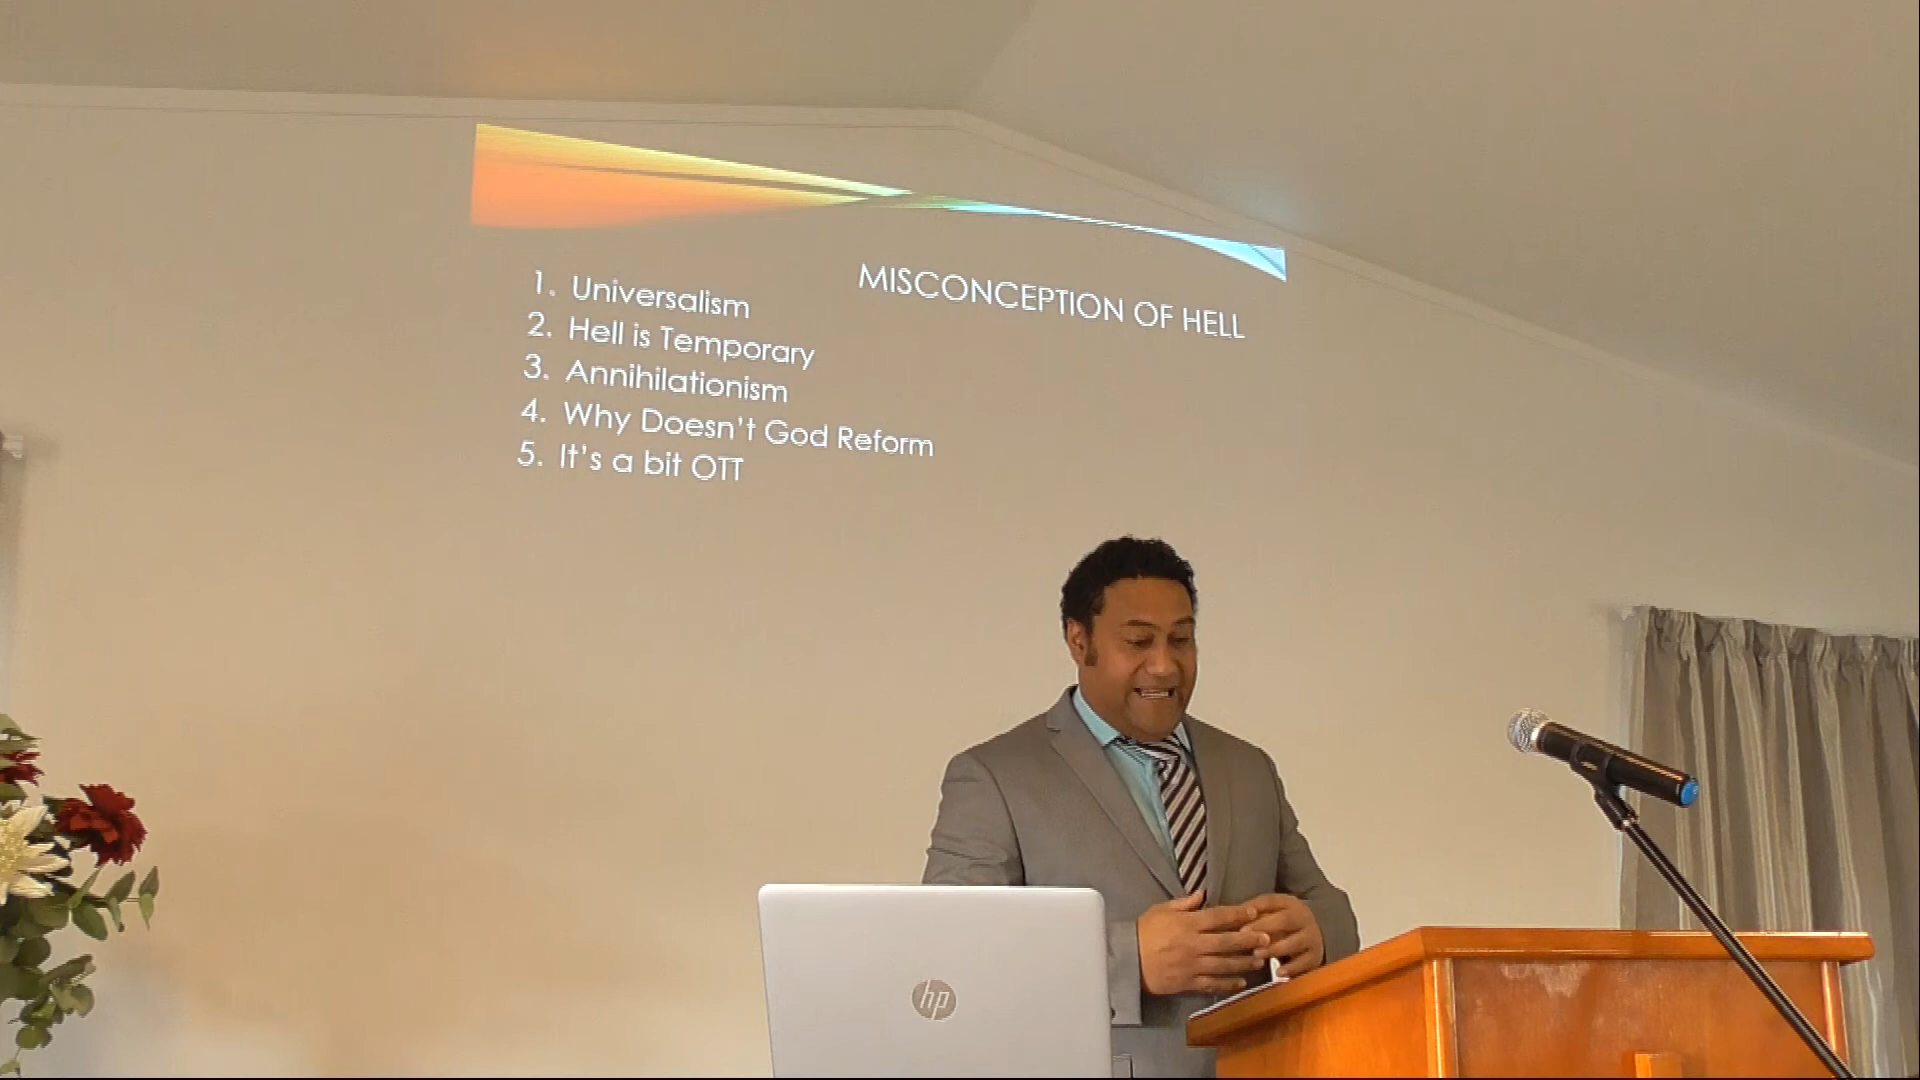 MISCONCEPTION OF HELL
1. Universalism
2. Hell is Temporary
3. Annihilationism
4. Why Doesn't God Reform
5. It's a bit OTT
hp